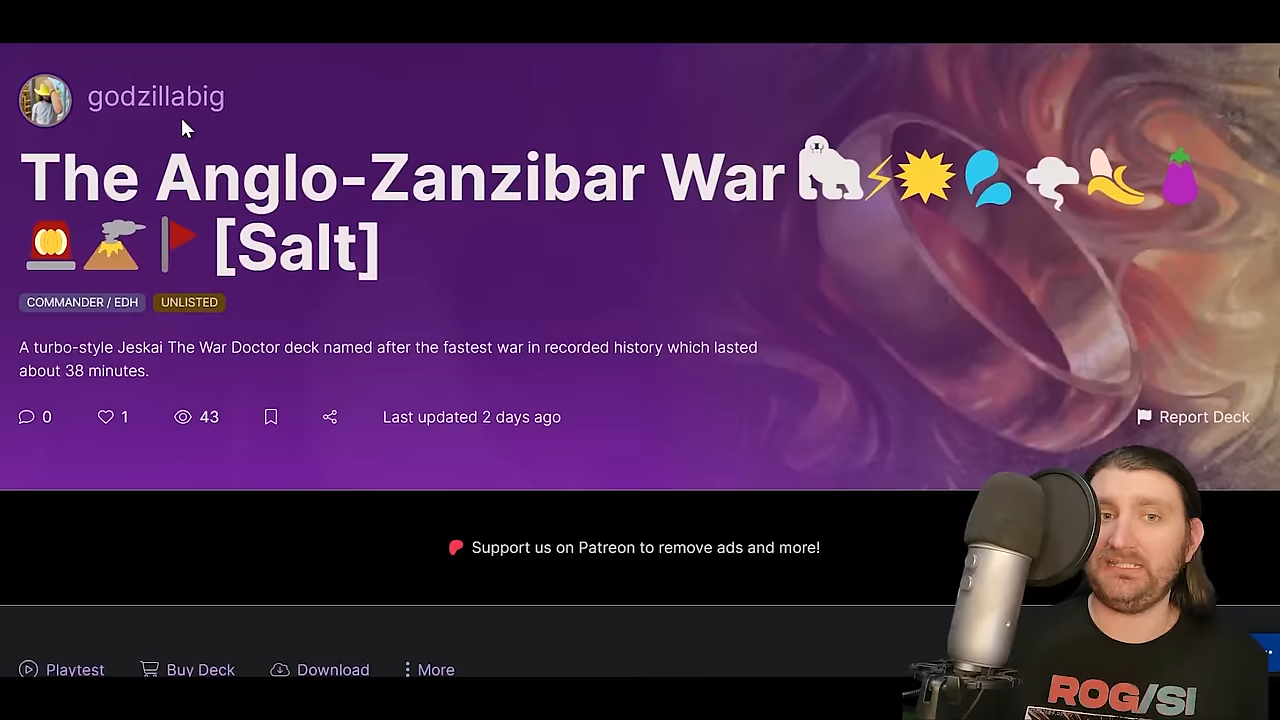 godzillabig
The Anglo-Zanzibar War
[Salt]
COMMANDER / EDH UNLISTED
A turbo-style Jeskai The War Doctor deck named after the fastest war in recorded history which lasted
about 38 minutes.
0 1 43 Last updated 2 days ago Report Deck
Support us on Patreon to remove ads and more!
Playtest Buy Deck Download More
ROG/SI